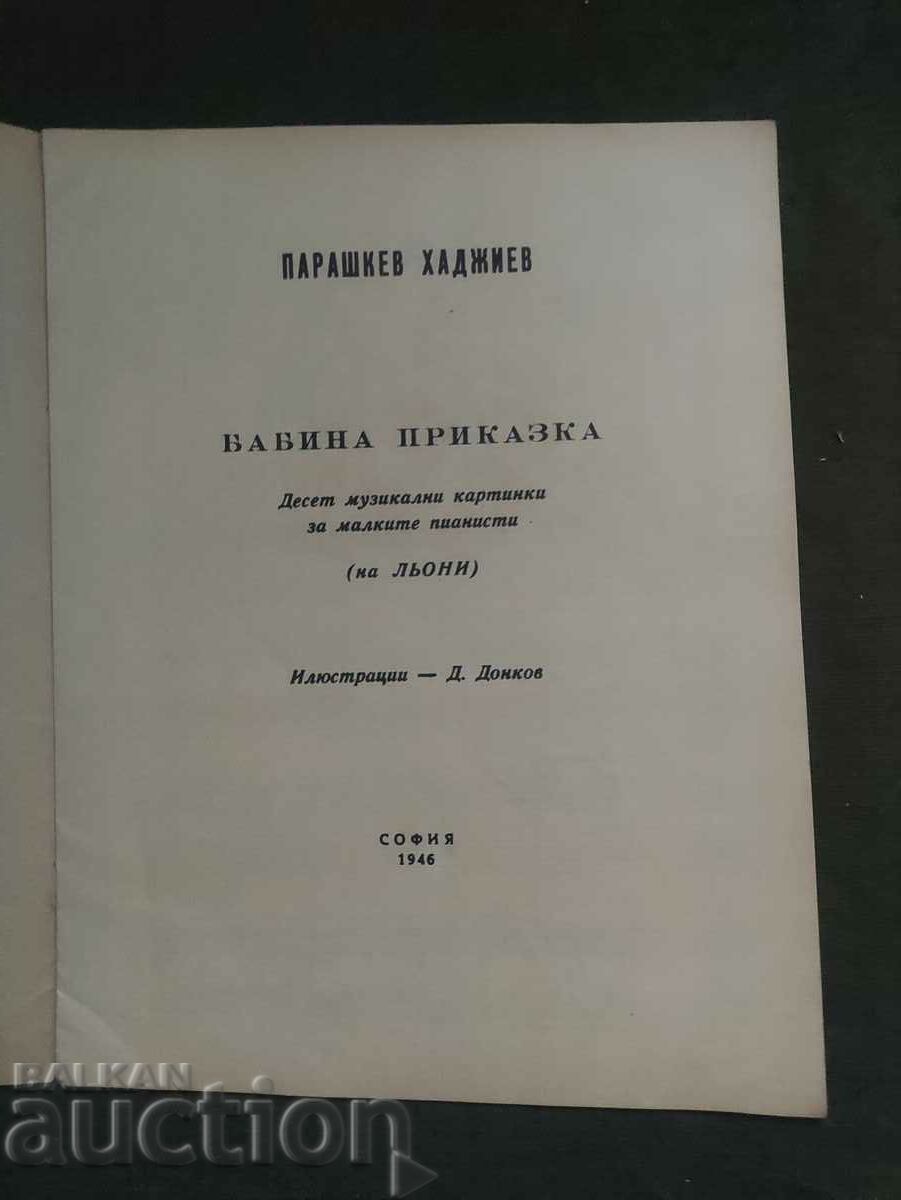 ПАРАШКЕВ ХАДЖИЕВ
БАБИНА ПРИКАЗКА
Десет музикални картинки
за малките пианисти
(на ЛЬОНИ)
Илюстрации — Д. Донков
СОФИЯ
1946
BALKAN
auction